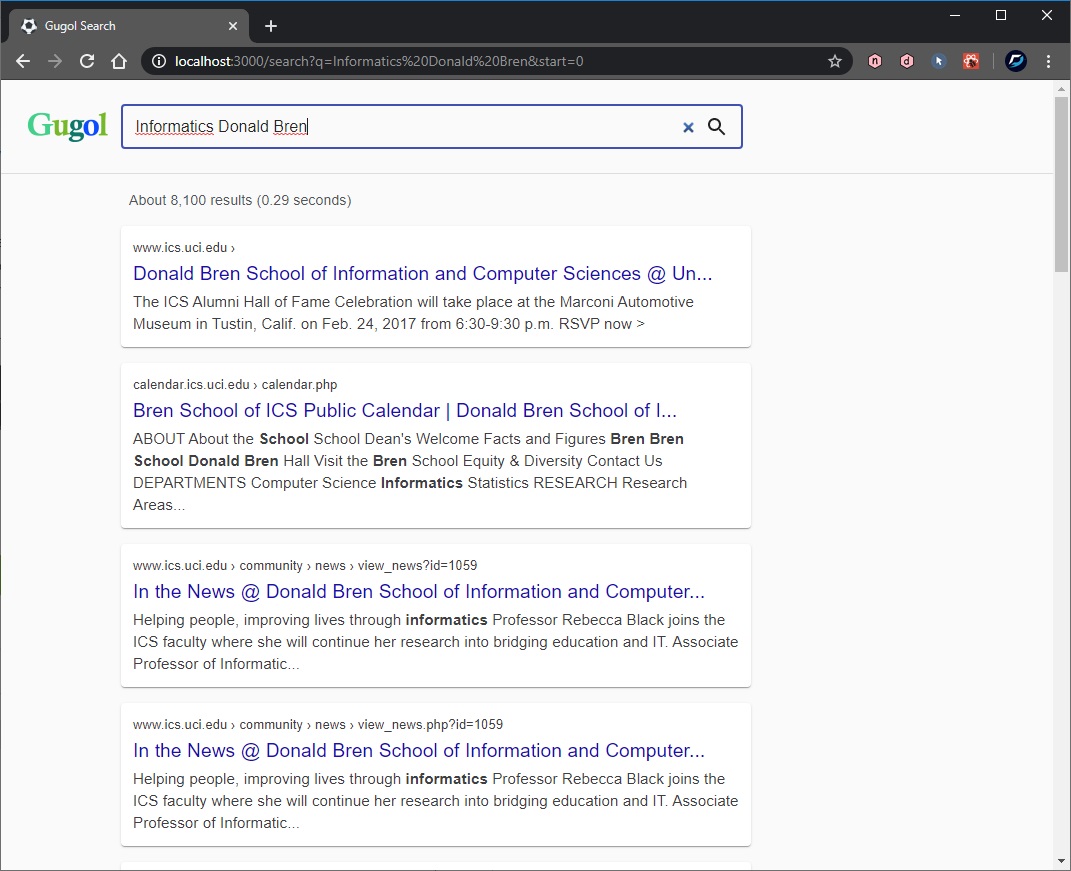 Gugol Search
localhost:3000/search?q=Informatics%20Donald%20Bren&start=0
n
d
Gugol
Informatics Donald Bren
About 8,100 results (0.29 seconds)
www.ics.uci.edu ›
Donald Bren School of Information and Computer Sciences @ Un...
The ICS Alumni Hall of Fame Celebration will take place at the Marconi Automotive
Museum in Tustin, Calif. on Feb. 24, 2017 from 6:30-9:30 p.m. RSVP now >
calendar.ics.uci.edu › calendar.php
Bren School of ICS Public Calendar | Donald Bren School of I...
ABOUT About the School School Dean's Welcome Facts and Figures Bren Bren
School Donald Bren Hall Visit the Bren School Equity & Diversity Contact Us
DEPARTMENTS Computer Science Informatics Statistics RESEARCH Research
Areas...
www.ics.uci.edu › community › news › view_news?id=1059
In the News @ Donald Bren School of Information and Computer...
Helping people, improving lives through informatics Professor Rebecca Black joins the
ICS faculty where she will continue her research into bridging education and IT. Associate
Professor of Informatic...
www.ics.uci.edu › community › news › view_news.php?id=1059
In the News @ Donald Bren School of Information and Computer...
Helping people, improving lives through informatics Professor Rebecca Black joins the
ICS faculty where she will continue her research into bridging education and IT. Associate
Professor of Informatic...